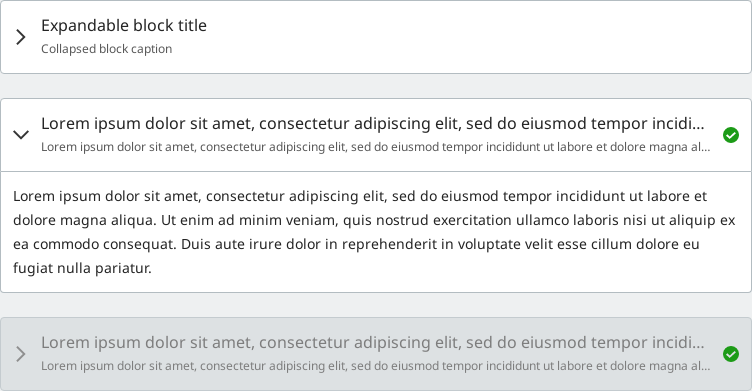 Expandable block title
Collapsed block caption
Lorem ipsum dolor sit amet, consectetur adipiscing elit, sed do eiusmod tempor incidi...
Lorem ipsum dolor sit amet, consectetur adipiscing elit, sed do eiusmod tempor incididunt ut labore et dolore magna al...
Lorem ipsum dolor sit amet, consectetur adipiscing elit, sed do eiusmod tempor incididunt ut labore et
dolore magna aliqua. Ut enim ad minim veniam, quis nostrud exercitation ullamco laboris nisi ut aliquip ex
ea commodo consequat. Duis aute irure dolor in reprehenderit in voluptate velit esse cillum dolore eu
fugiat nulla pariatur.
Lorem ipsum dolor sit amet, consectetur adipiscing elit, sed do eiusmod tempor incidi...
Lorem ipsum dolor sit amet, consectetur adipiscing elit, sed do eiusmod tempor incididunt ut labore et dolore magna al...